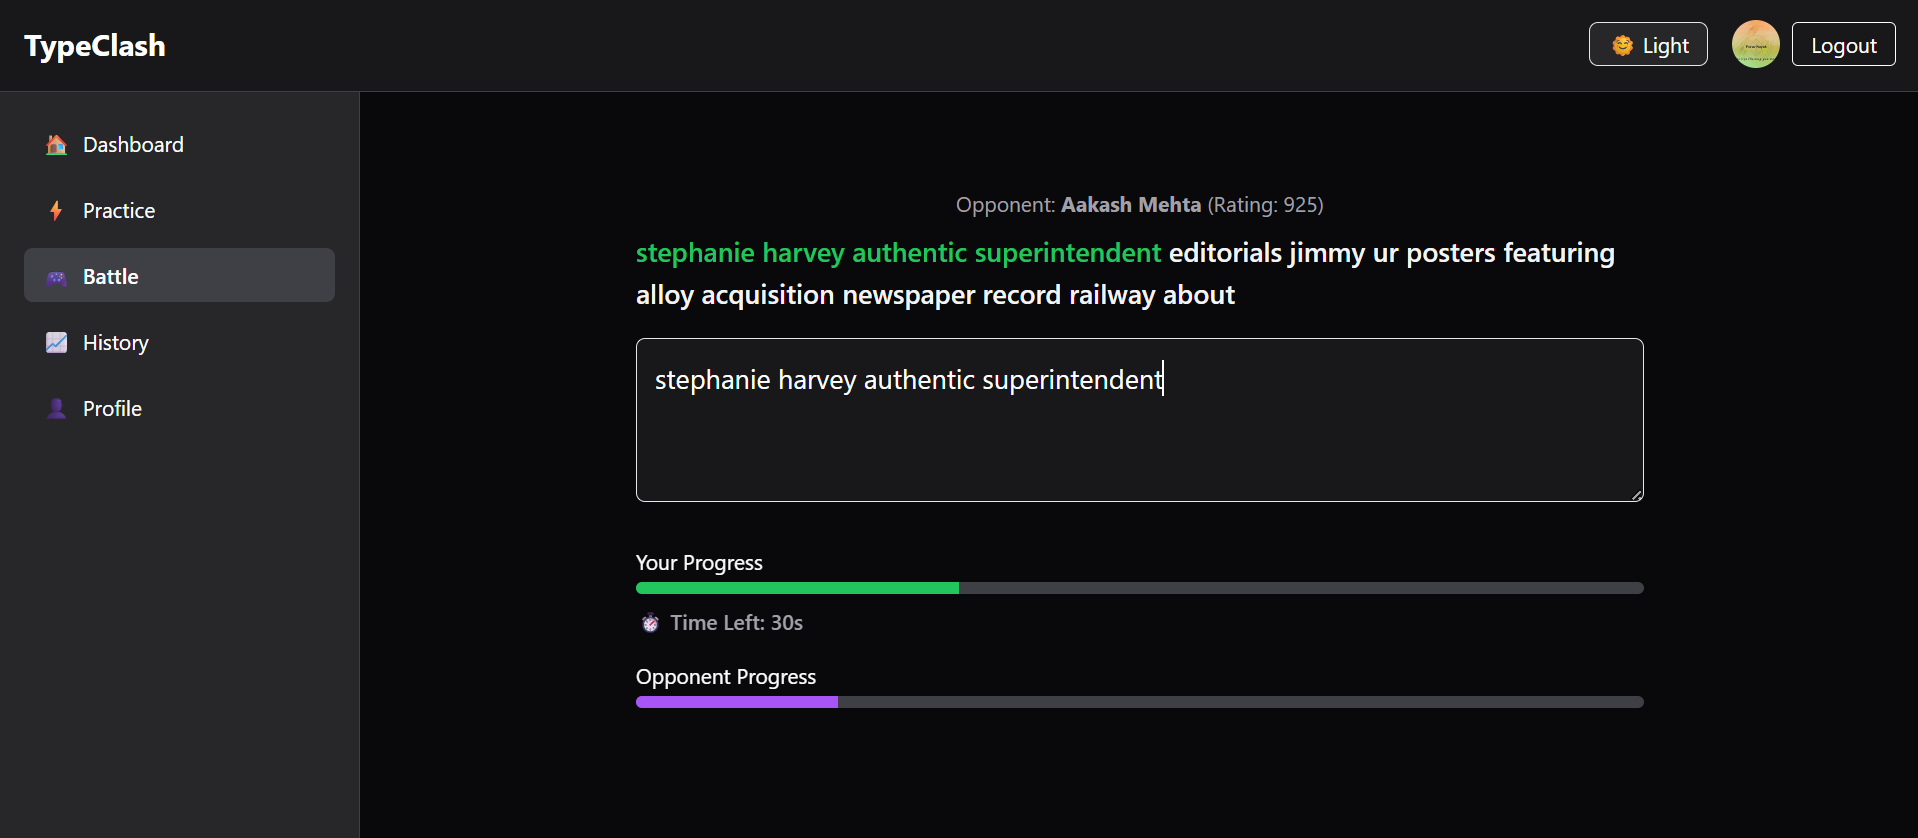 TypeClash
Light
Logout
Dashboard
Practice
Battle
History
Profile
Opponent: Aakash Mehta (Rating: 925)
stephanie harvey authentic superintendent editorials jimmy ur posters featuring
alloy acquisition newspaper record railway about
stephanie harvey authentic superintendent
Your Progress
Time Left: 30s
Opponent Progress